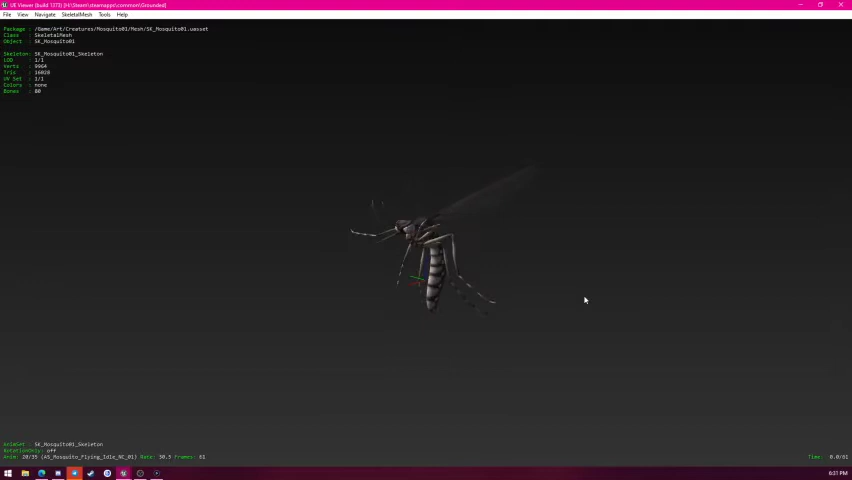 UE Viewer (build 1373) [H:\Steam\steamapps\common\Grounded]
File View Navigate SkeletalMesh Tools Help
Package : /Game/Art/Creatures/Mosquito01/Mesh/SK_Mosquito01.uasset
Class : SkeletalMesh
Object : SK_Mosquito01
Skeleton: SK_Mosquito01_Skeleton
LOD : 1/1
Verts : 9964
Tris : 16028
UV Set : 1/1
Colors : none
Bones : 80
AnimSet : SK_Mosquito01_Skeleton
RotationOnly: off
Anim: 20/35 (AS_Mosquito_Flying_Idle_NC_01) Rate: 30.5 Frames: 61
Time: 0.0/61
6:31 PM